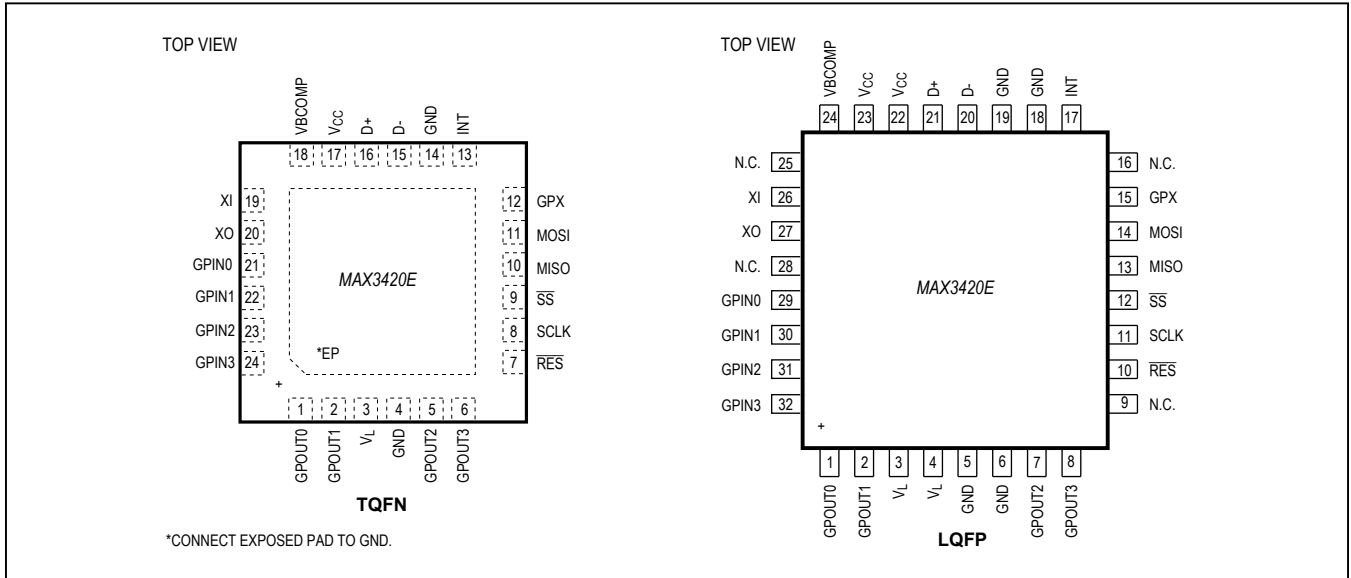 TOP VIEW
VBCOMP
VCC
D+
D-
GND
INT
18 17 16 15 14 13
XI 19
XO 20
GPIN0 21
GPIN1 22
GPIN2 23
GPIN3 24
MAX3420E
*EP
+
12 GPX
11 MOSI
10 MISO
9 SS
8 SCLK
7 RES
1 2 3 4 5 6
GPOUT0
GPOUT1
VL
GND
GPOUT2
GPOUT3
TQFN
*CONNECT EXPOSED PAD TO GND.
TOP VIEW
VBCOMP
VCC
VCC
D+
D-
GND
GND
INT
24 23 22 21 20 19 18 17
N.C. 25
XI 26
XO 27
N.C. 28
GPIN0 29
GPIN1 30
GPIN2 31
GPIN3 32
MAX3420E
+
16 N.C.
15 GPX
14 MOSI
13 MISO
12 SS
11 SCLK
10 RES
9 N.C.
1 2 3 4 5 6 7 8
GPOUT0
GPOUT1
VL
VL
GND
GND
GPOUT2
GPOUT3
LQFP